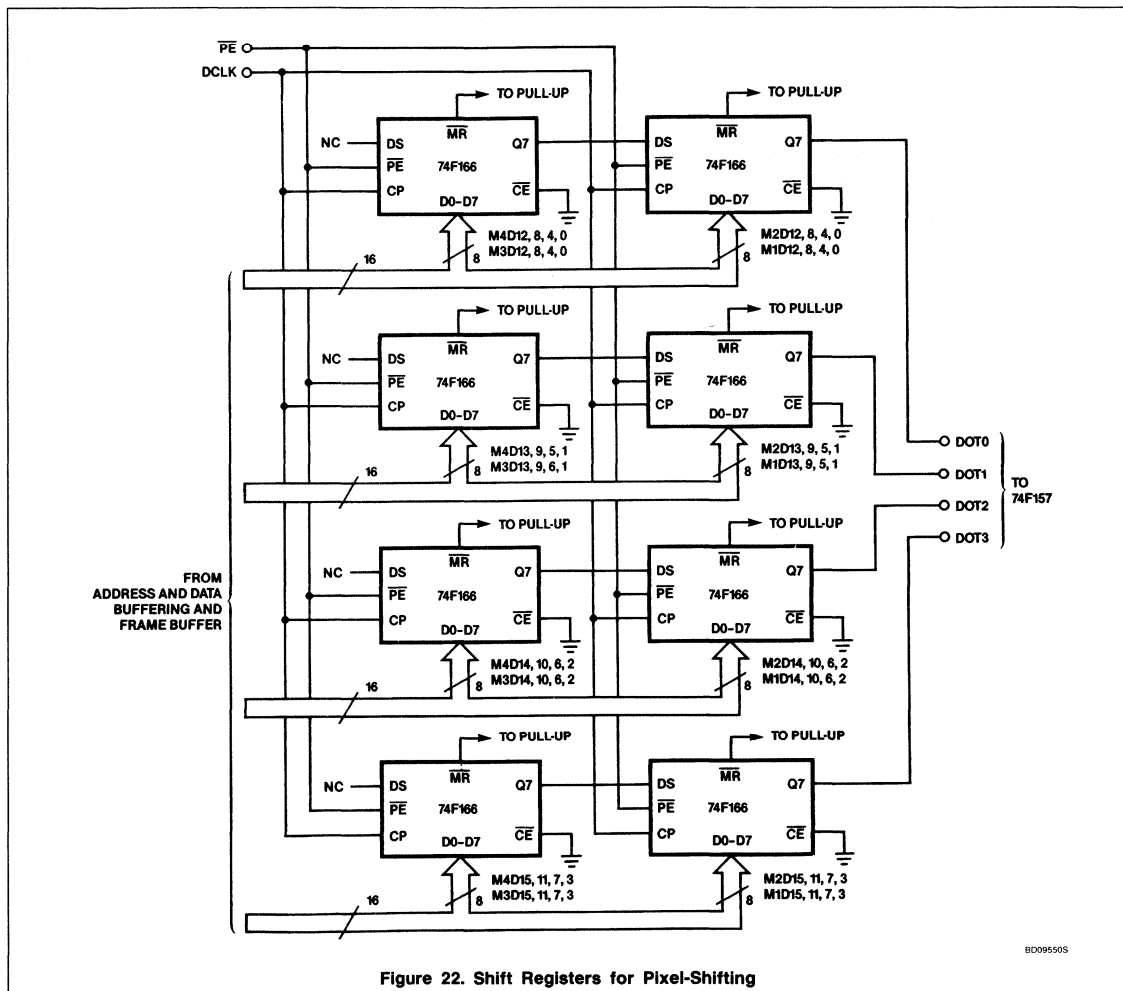 PE
DCLK
TO PULL-UP
TO PULL-UP
MR
MR
NC
DS
Q7
DS
Q7
PE
74F166
PE
74F166
CP
CE
CP
CE
D0–D7
D0–D7
M4D12, 8, 4, 0
M3D12, 8, 4, 0
M2D12, 8, 4, 0
M1D12, 8, 4, 0
16
8
8
TO PULL-UP
TO PULL-UP
MR
MR
NC
DS
Q7
DS
Q7
PE
74F166
PE
74F166
CP
CE
CP
CE
D0–D7
D0–D7
M4D13, 9, 5, 1
M3D13, 9, 6, 1
M2D13, 9, 5, 1
M1D13, 9, 5, 1
16
8
8
DOT0
DOT1
DOT2
DOT3
TO
74F157
TO PULL-UP
TO PULL-UP
MR
MR
NC
DS
Q7
DS
Q7
PE
74F166
PE
74F166
CP
CE
CP
CE
D0–D7
D0–D7
FROM
ADDRESS AND DATA
BUFFERING AND
FRAME BUFFER
M4D14, 10, 6, 2
M3D14, 10, 6, 2
M2D14, 10, 6, 2
M1D14, 10, 6, 2
16
8
8
TO PULL-UP
TO PULL-UP
MR
MR
NC
DS
Q7
DS
Q7
PE
74F166
PE
74F166
CP
CE
CP
CE
D0–D7
D0–D7
M4D15, 11, 7, 3
M3D15, 11, 7, 3
M2D15, 11, 7, 3
M1D15, 11, 7, 3
16
8
8
BD09550S
Figure 22. Shift Registers for Pixel-Shifting